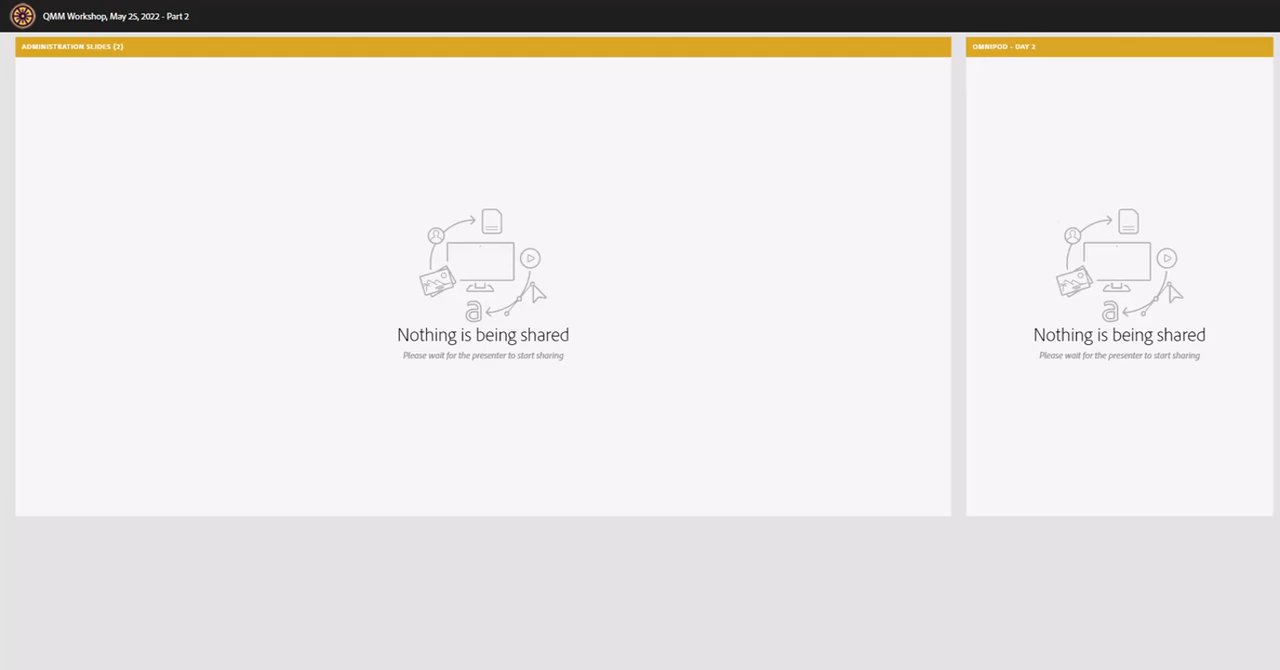 QMM Workshop, May 25, 2022 - Part 2
ADMINISTRATION SLIDES (2)
Nothing is being shared
Please wait for the presenter to start sharing
OMNIPOD - DAY 2
Nothing is being shared
Please wait for the presenter to start sharing